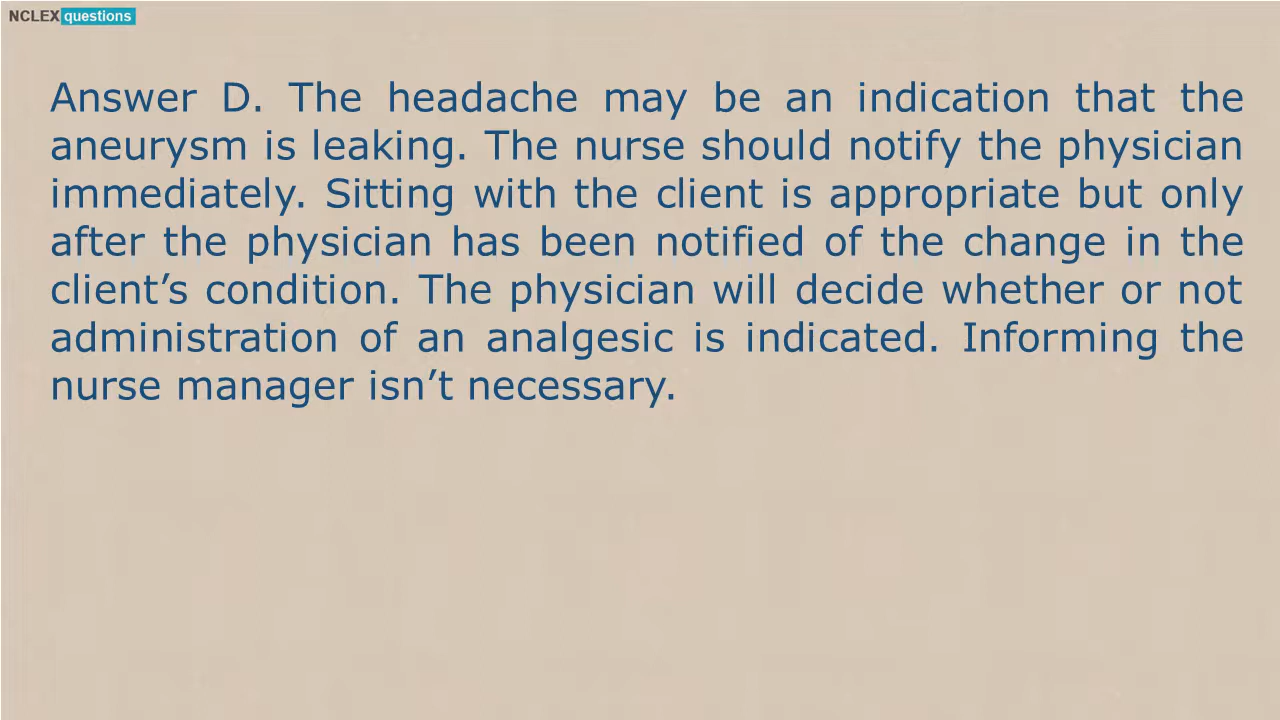 NCLEX questions
Answer D. The headache may be an indication that the
aneurysm is leaking. The nurse should notify the physician
immediately. Sitting with the client is appropriate but only
after the physician has been notified of the change in the
client’s condition. The physician will decide whether or not
administration of an analgesic is indicated. Informing the
nurse manager isn’t necessary.